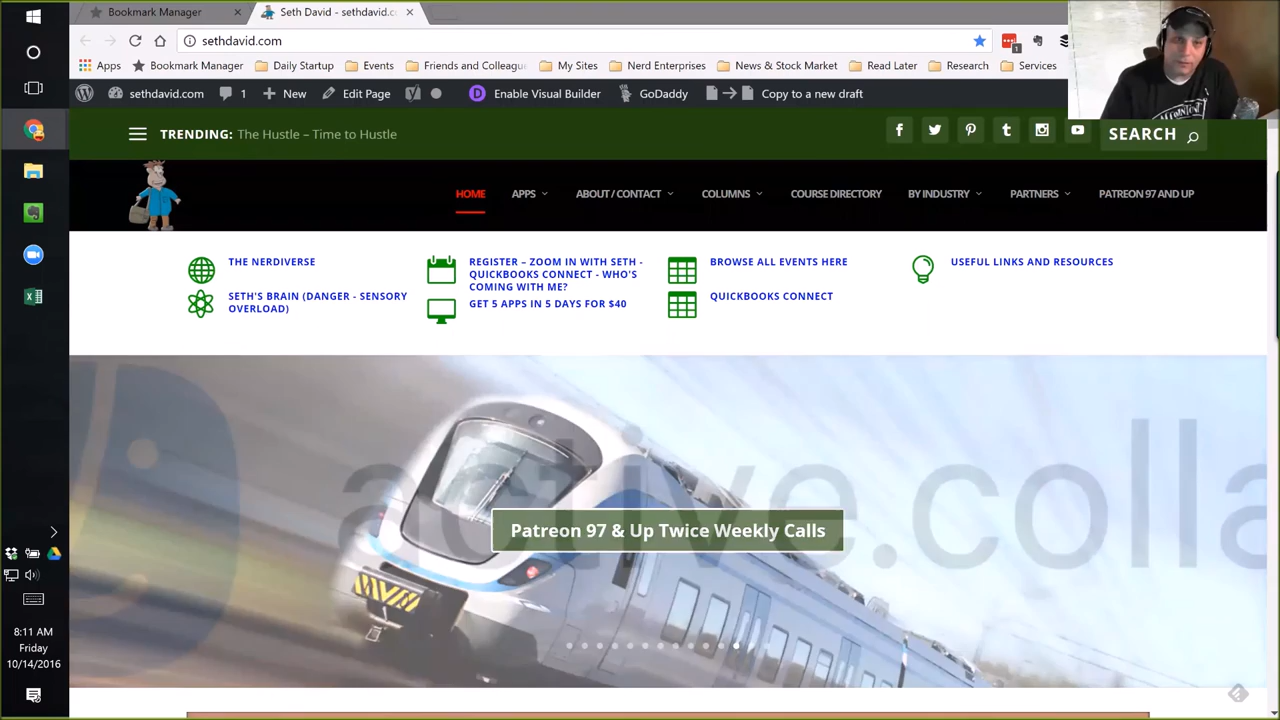 Bookmark Manager
Seth David - sethdavid.c
sethdavid.com
Apps
Bookmark Manager
Daily Startup
Events
Friends and Colleagu
My Sites
Nerd Enterprises
News & Stock Market
Read Later
Research
Services
sethdavid.com
1
New
Edit Page
Enable Visual Builder
GoDaddy
Copy to a new draft
TRENDING: The Hustle – Time to Hustle
SEARCH
HOME
APPS
ABOUT / CONTACT
COLUMNS
COURSE DIRECTORY
BY INDUSTRY
PARTNERS
PATREON 97 AND UP
THE NERDIVERSE
SETH'S BRAIN (DANGER - SENSORY
OVERLOAD)
REGISTER – ZOOM IN WITH SETH -
QUICKBOOKS CONNECT - WHO'S
COMING WITH ME?
GET 5 APPS IN 5 DAYS FOR $40
BROWSE ALL EVENTS HERE
QUICKBOOKS CONNECT
USEFUL LINKS AND RESOURCES
active.colla
Patreon 97 & Up Twice Weekly Calls
8:11 AM
Friday
10/14/2016